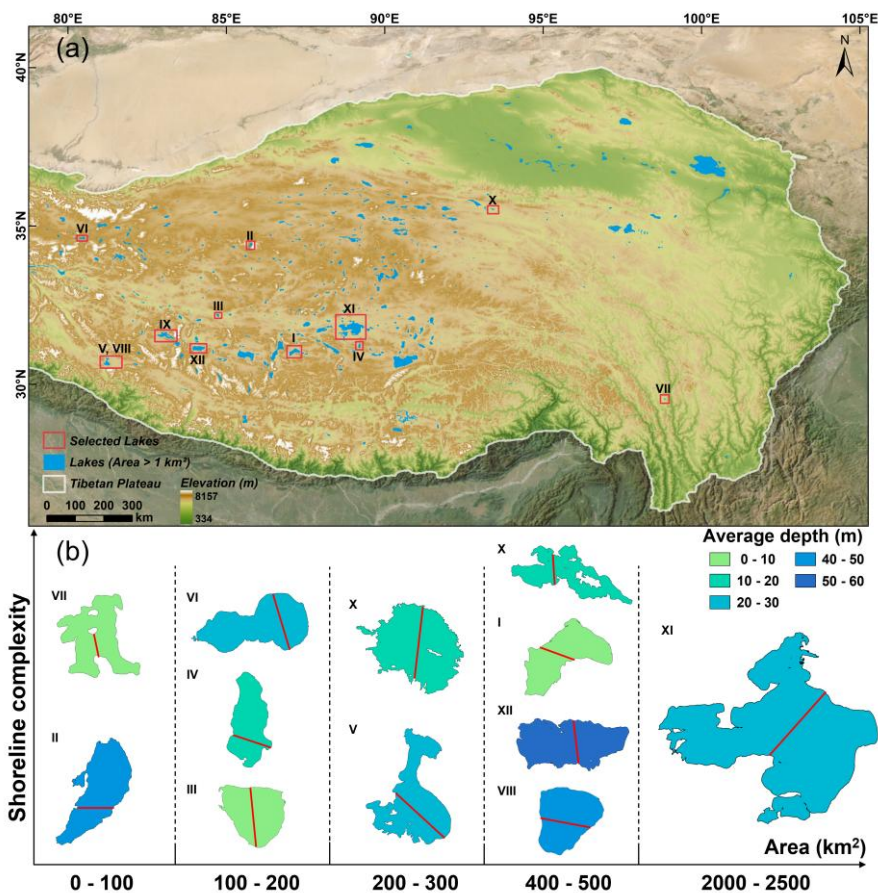 80°E
85°E
90°E
95°E
100°E
105°E
(a)
N
40°N
35°N
30°N
VI
II
X
III
IX
XI
V, VIII
XII
I
IV
VII
Selected Lakes
Lakes (Area > 1 km²)
Tibetan Plateau
Elevation (m)
8157
334
0 100 200 300
km
(b)
Average depth (m)
0 - 10
40 - 50
10 - 20
50 - 60
20 - 30
Shoreline complexity
VII
II
VI
IV
III
X
V
X
I
XII
VIII
XI
Area (km²)
0 - 100
100 - 200
200 - 300
400 - 500
2000 - 2500